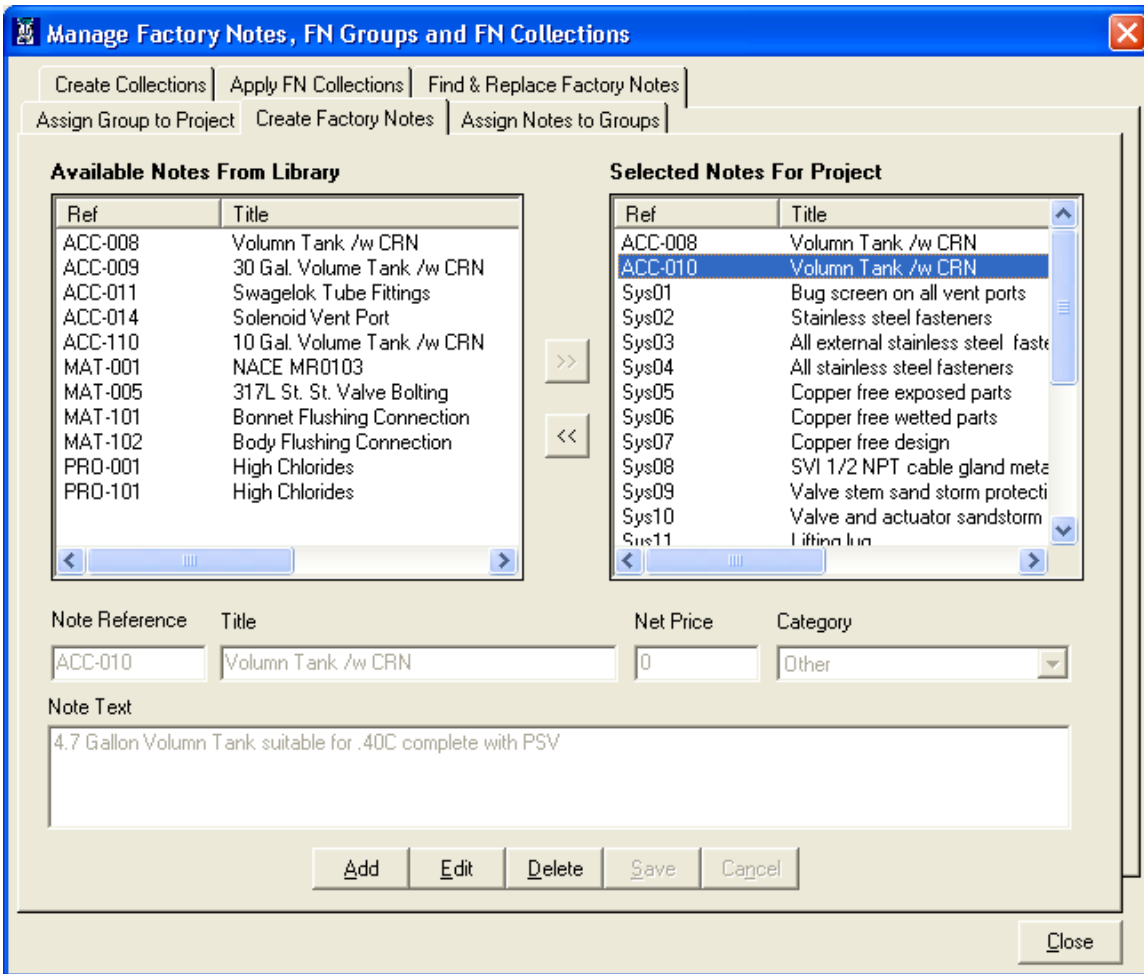 Manage Factory Notes, FN Groups and FN Collections
Create Collections Apply FN Collections Find & Replace Factory Notes
Assign Group to Project Create Factory Notes Assign Notes to Groups
Available Notes From Library
Ref Title
ACC-008 Volumn Tank /w CRN
ACC-009 30 Gal. Volume Tank /w CRN
ACC-011 Swagelok Tube Fittings
ACC-014 Solenoid Vent Port
ACC-110 10 Gal. Volume Tank /w CRN
MAT-001 NACE MR0103
MAT-005 317L St. St. Valve Bolting
MAT-101 Bonnet Flushing Connection
MAT-102 Body Flushing Connection
PRO-001 High Chlorides
PRO-101 High Chlorides
>>
<<
Selected Notes For Project
Ref Title
ACC-008 Volumn Tank /w CRN
ACC-010 Volumn Tank /w CRN
Sys01 Bug screen on all vent ports
Sys02 Stainless steel fasteners
Sys03 All external stainless steel faste
Sys04 All stainless steel fasteners
Sys05 Copper free exposed parts
Sys06 Copper free wetted parts
Sys07 Copper free design
Sys08 SVI 1/2 NPT cable gland meta
Sys09 Valve stem sand storm protecti
Sys10 Valve and actuator sandstorm
Sys11 Lifting lug
Note Reference Title Net Price Category
ACC-010 Volumn Tank /w CRN 0 Other
Note Text
4.7 Gallon Volumn Tank suitable for .40C complete with PSV
Add Edit Delete Save Cancel
Close